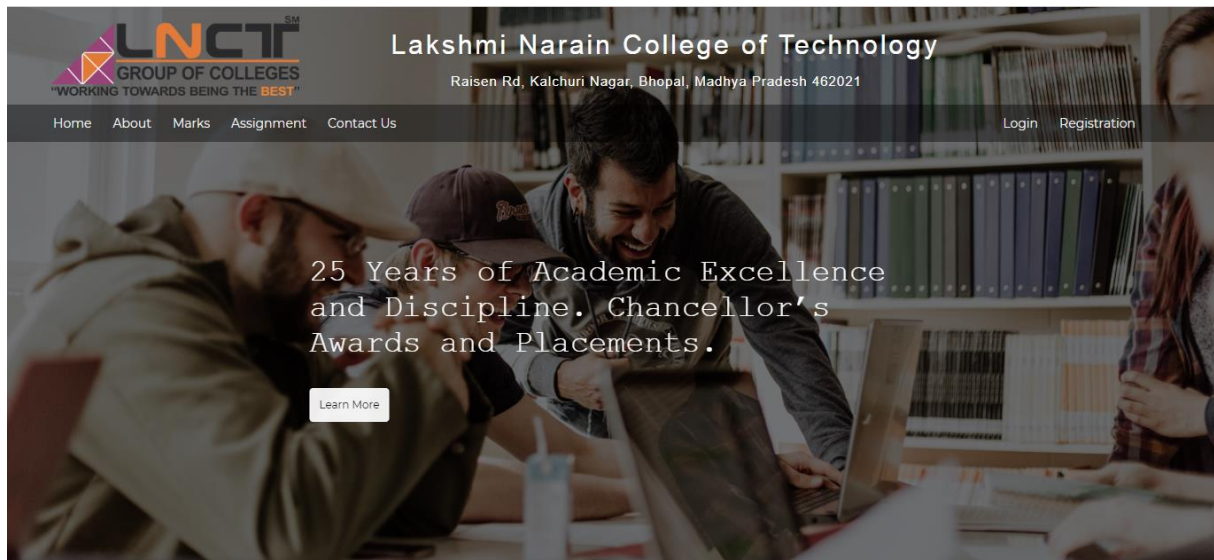 LNCT SM
GROUP OF COLLEGES
"WORKING TOWARDS BEING THE BEST"
Lakshmi Narain College of Technology
Raisen Rd, Kalchuri Nagar, Bhopal, Madhya Pradesh 462021
Home About Marks Assignment Contact Us Login Registration
25 Years of Academic Excellence
and Discipline. Chancellor's
Awards and Placements.
Learn More